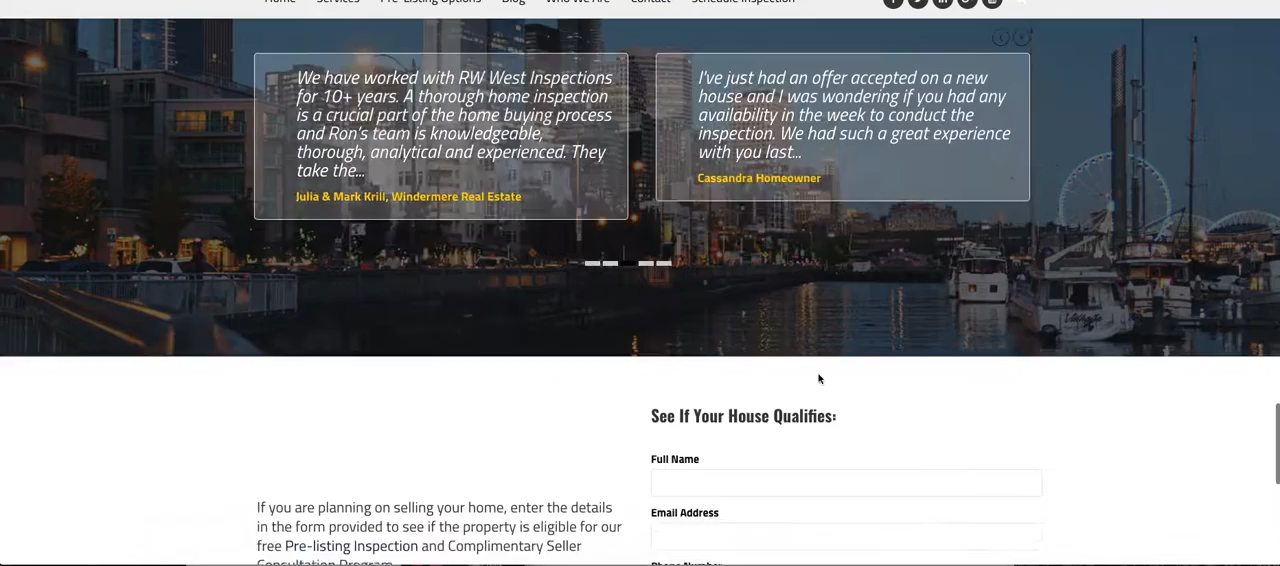 Home Services Pre-Listing Options Blog Who We Are Contact Schedule Inspection
We have worked with RW West Inspections
for 10+ years. A thorough home inspection
is a crucial part of the home buying process
and Ron's team is knowledgeable,
thorough, analytical and experienced. They
take the...
Julia & Mark Krill, Windermere Real Estate
I've just had an offer accepted on a new
house and I was wondering if you had any
availability in the week to conduct the
inspection. We had such a great experience
with you last...
Cassandra Homeowner
If you are planning on selling your home, enter the details
in the form provided to see if the property is eligible for our
free Pre-listing Inspection and Complimentary Seller
Consultation Program
See If Your House Qualifies:
Full Name
Email Address
Phone Number